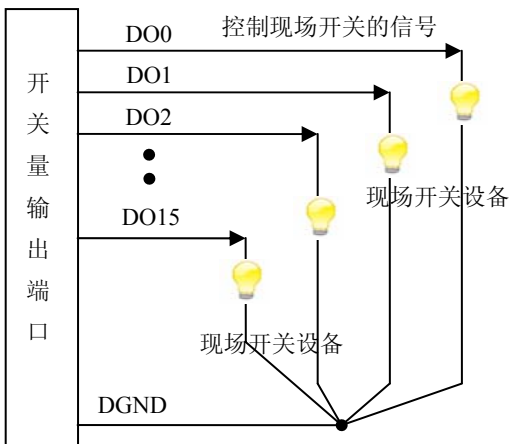 DO0 控制现场开关的信号
DO1
DO2
开关量输出端口
DO15
现场开关设备
现场开关设备
DGND